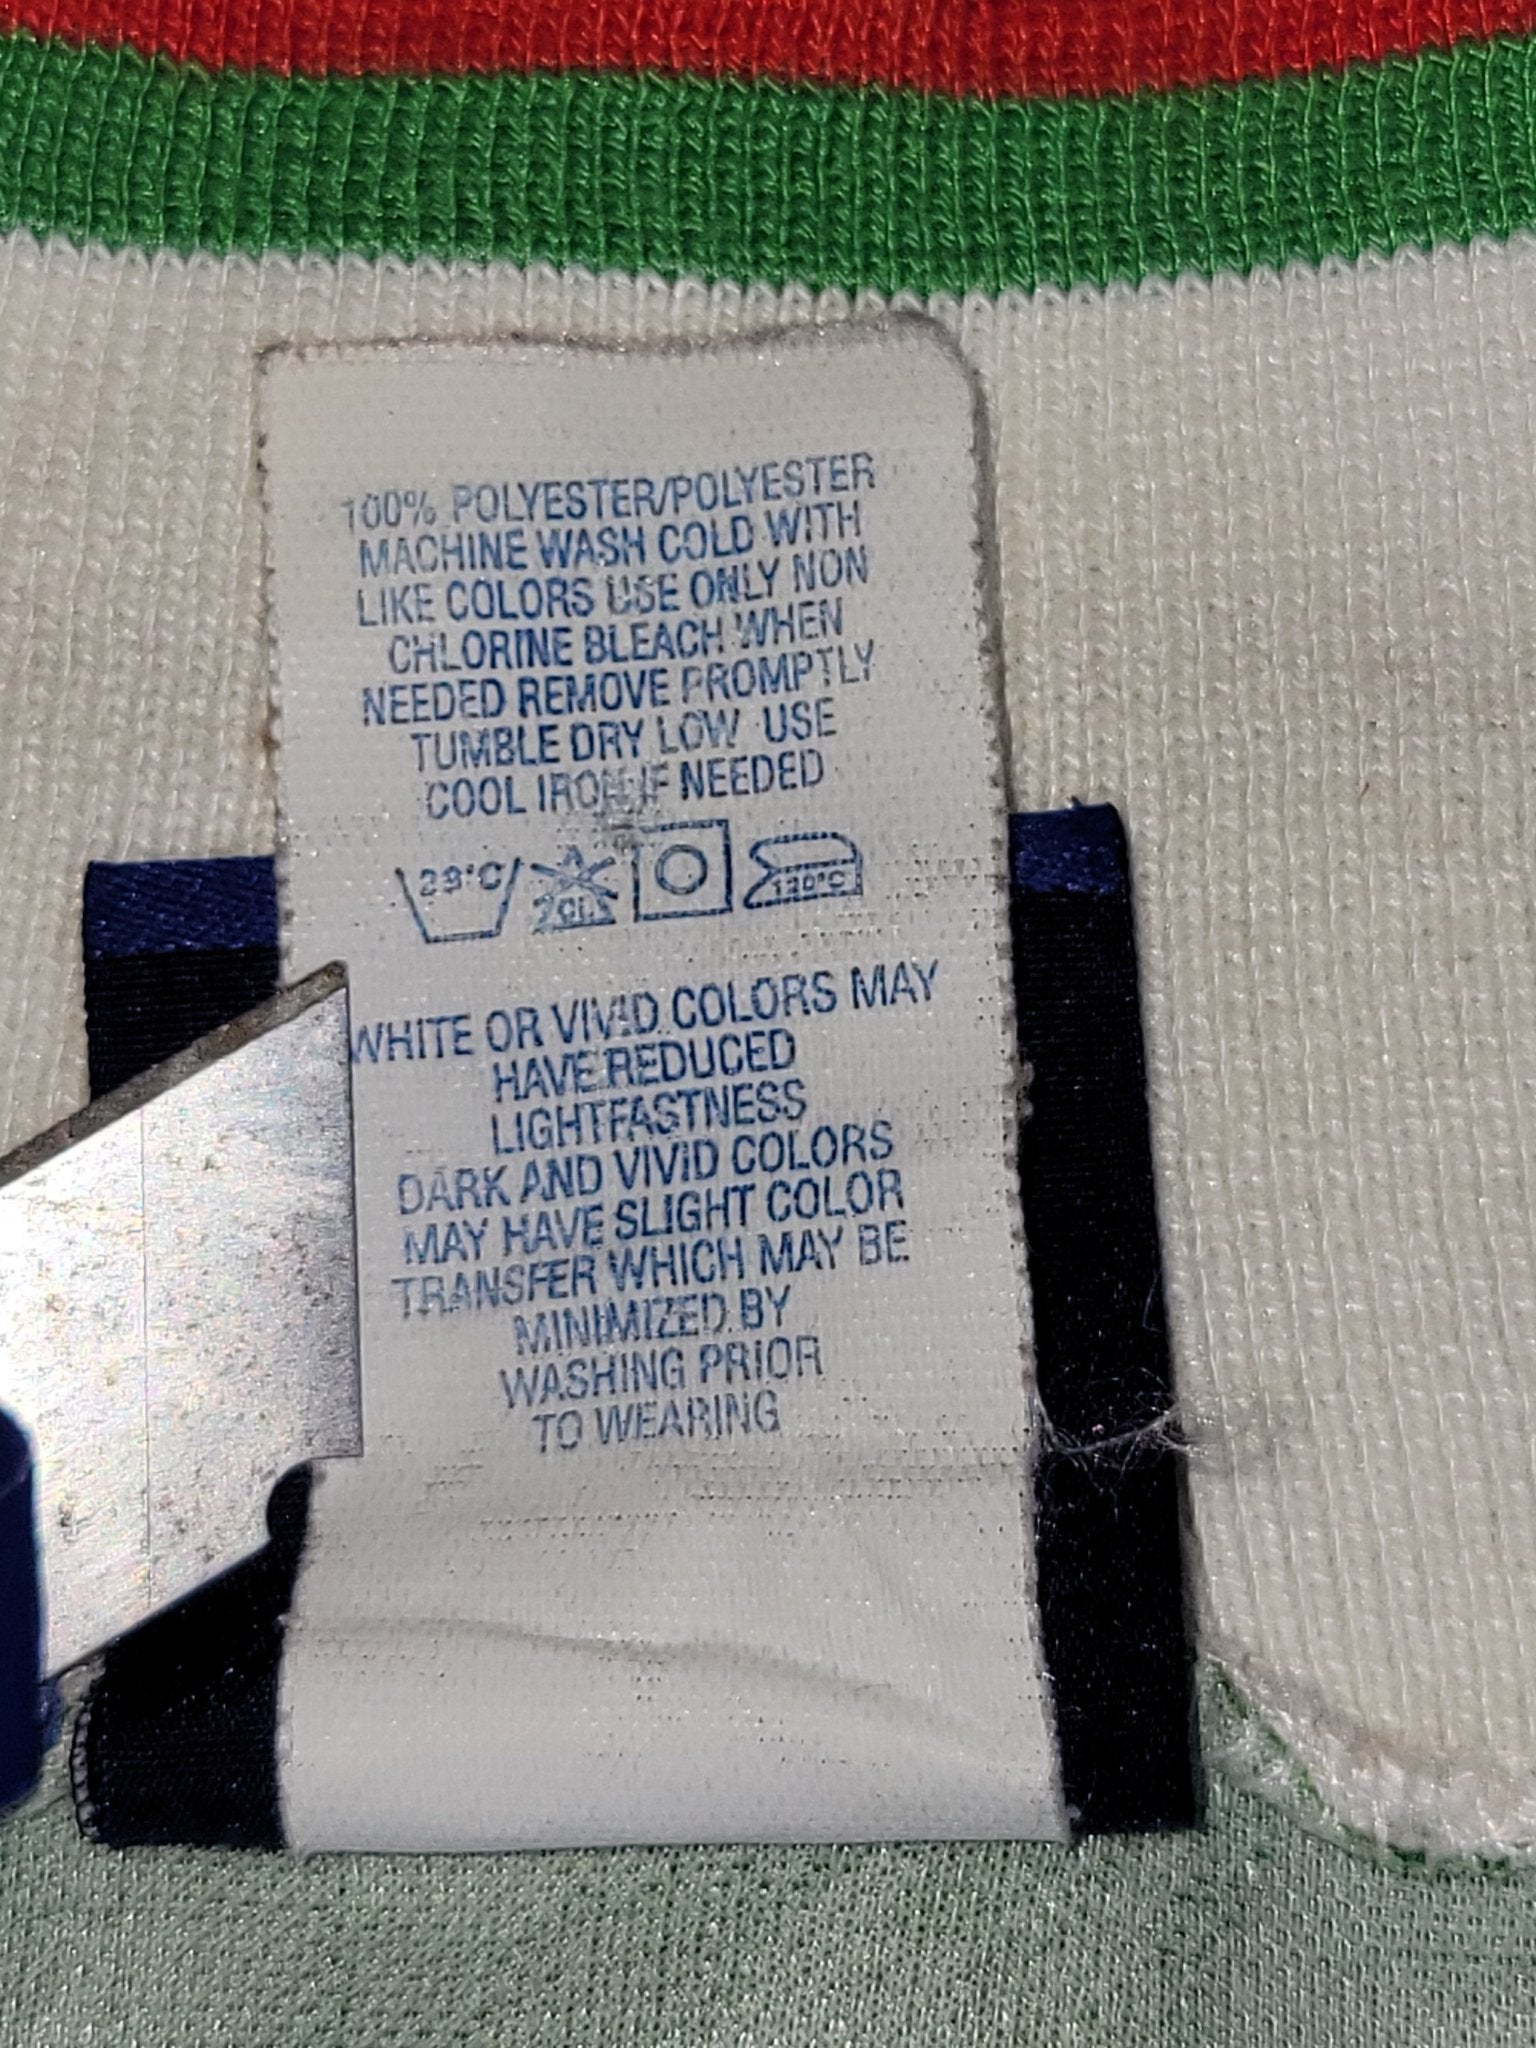 100% POLYESTER/POLYESTER
MACHINE WASH COLD WITH
LIKE COLORS USE ONLY NON
CHLORINE BLEACH WHEN
NEEDED REMOVE PROMPTLY
TUMBLE DRY LOW USE
COOL IRON IF NEEDED
29°C 120°C
WHITE OR VIVID COLORS MAY
HAVE REDUCED
LIGHTFASTNESS
DARK AND VIVID COLORS
MAY HAVE SLIGHT COLOR
TRANSFER WHICH MAY BE
MINIMIZED BY
WASHING PRIOR
TO WEARING